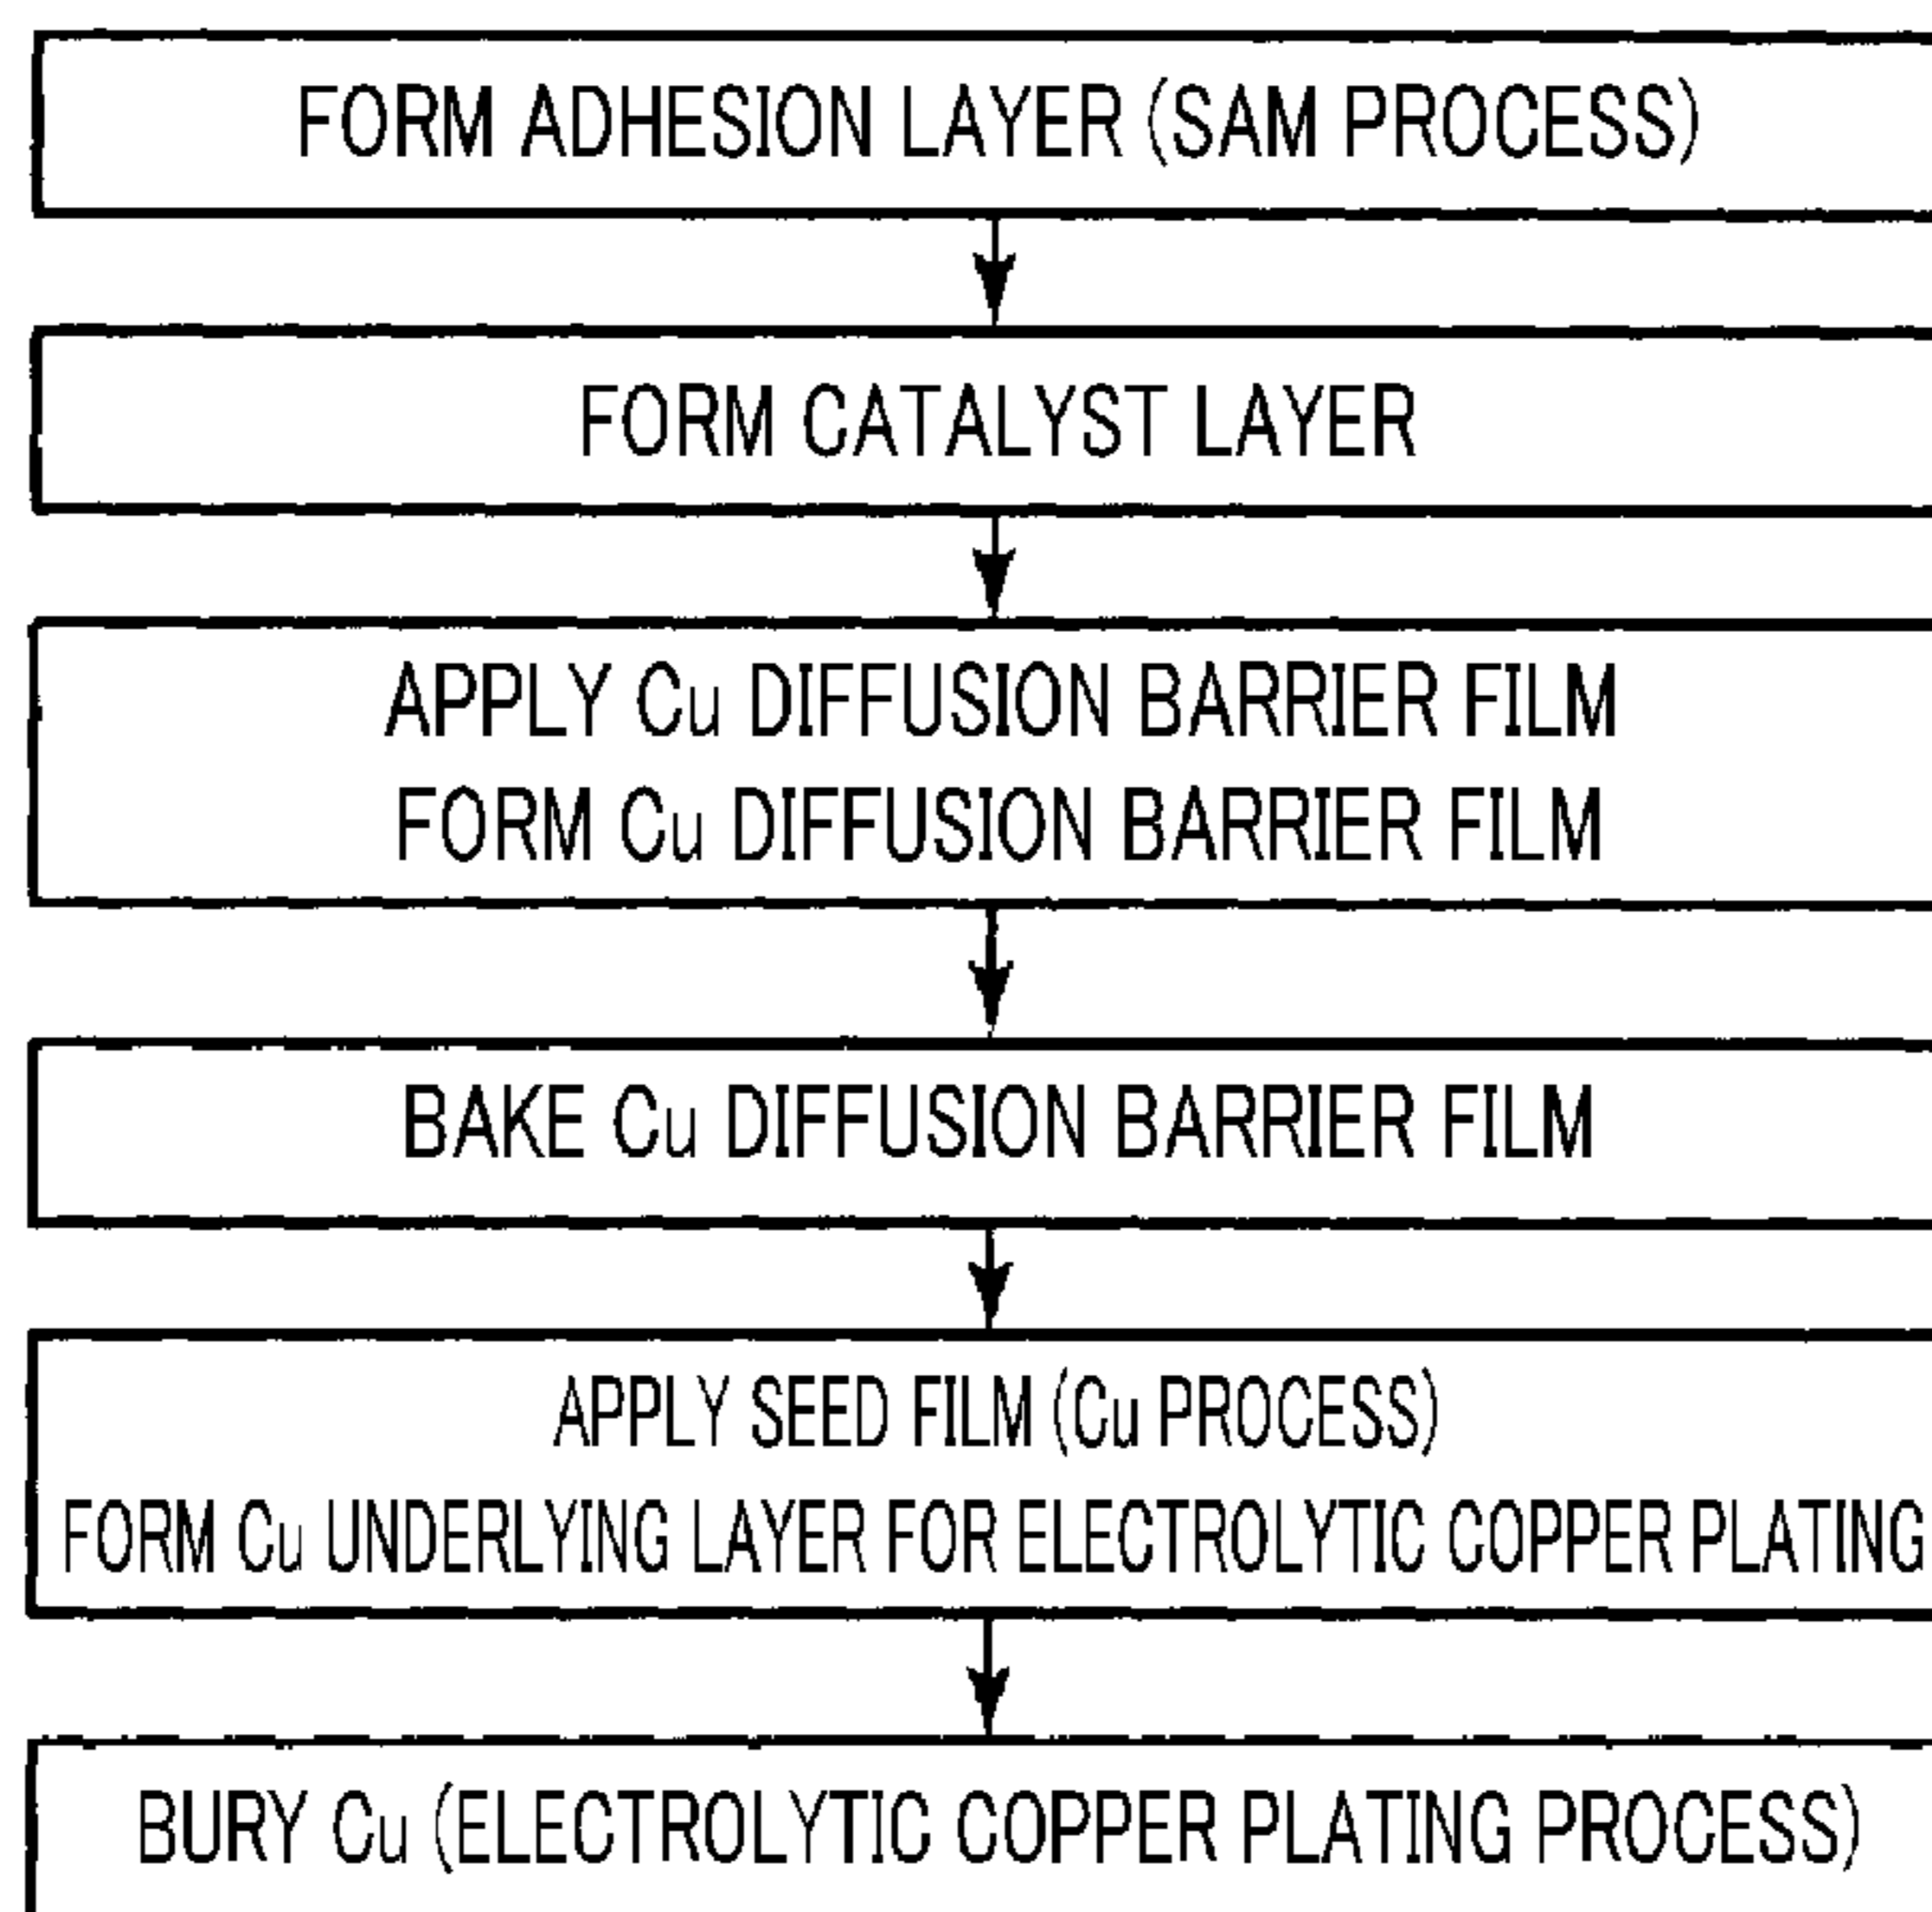 FORM ADHESION LAYER (SAM PROCESS)
FORM CATALYST LAYER
APPLY Cu DIFFUSION BARRIER FILM
FORM Cu DIFFUSION BARRIER FILM
BAKE Cu DIFFUSION BARRIER FILM
APPLY SEED FILM (Cu PROCESS)
FORM Cu UNDERLYING LAYER FOR ELECTROLYTIC COPPER PLATING
BURY Cu (ELECTROLYTIC COPPER PLATING PROCESS)